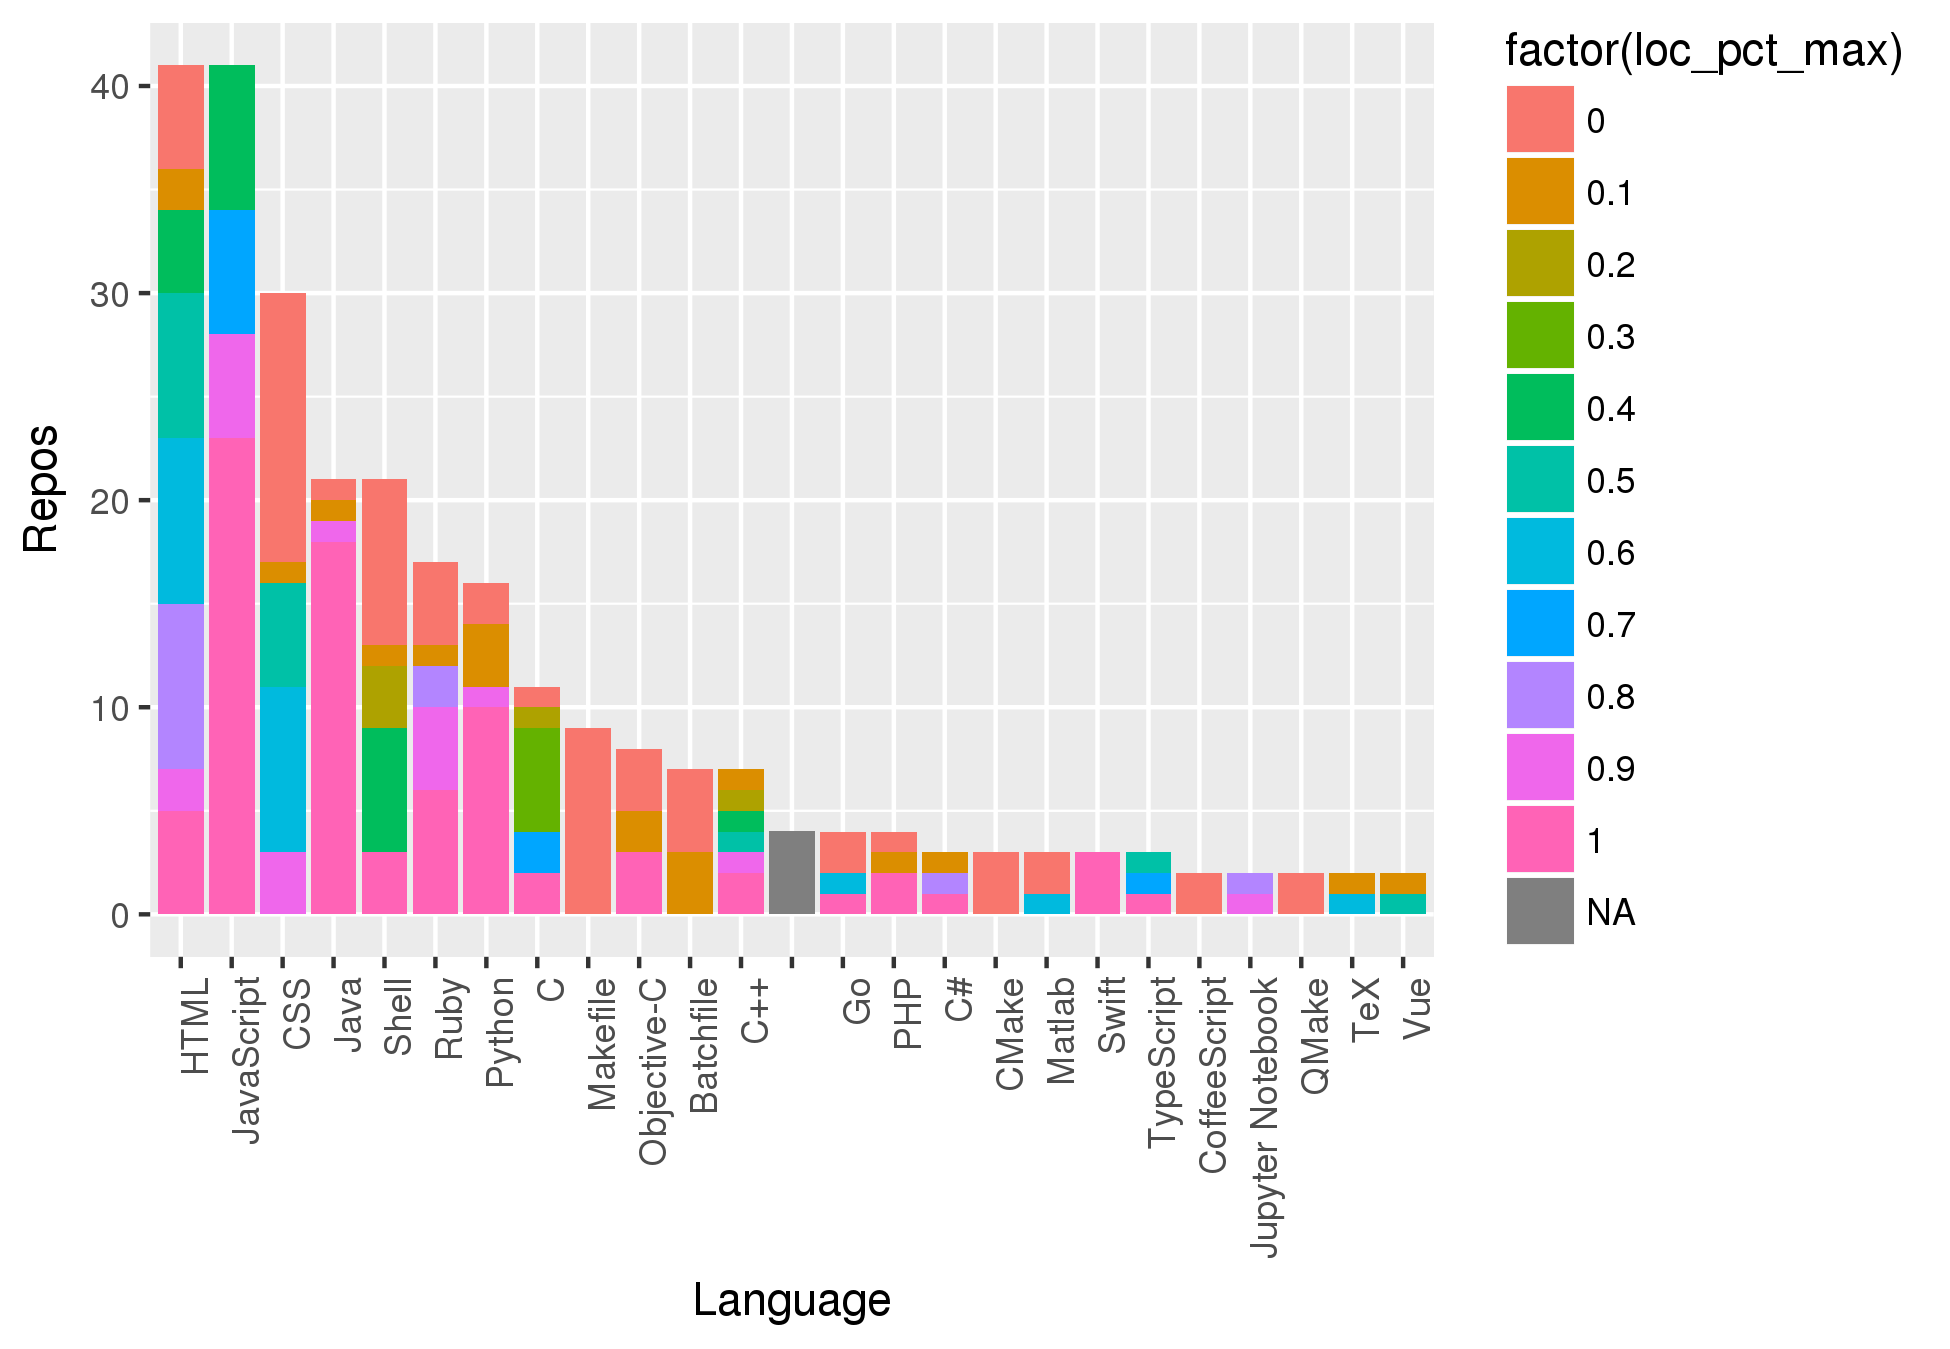 factor(loc_pct_max)
0
0.1
0.2
0.3
0.4
0.5
0.6
0.7
0.8
0.9
1
NA
Repos
40
30
20
10
0
HTML
JavaScript
CSS
Java
Shell
Ruby
Python
C
Makefile
Objective-C
Batchfile
C++
Go
PHP
C#
CMake
Matlab
Swift
TypeScript
CoffeeScript
Jupyter Notebook
QMake
TeX
Vue
Language